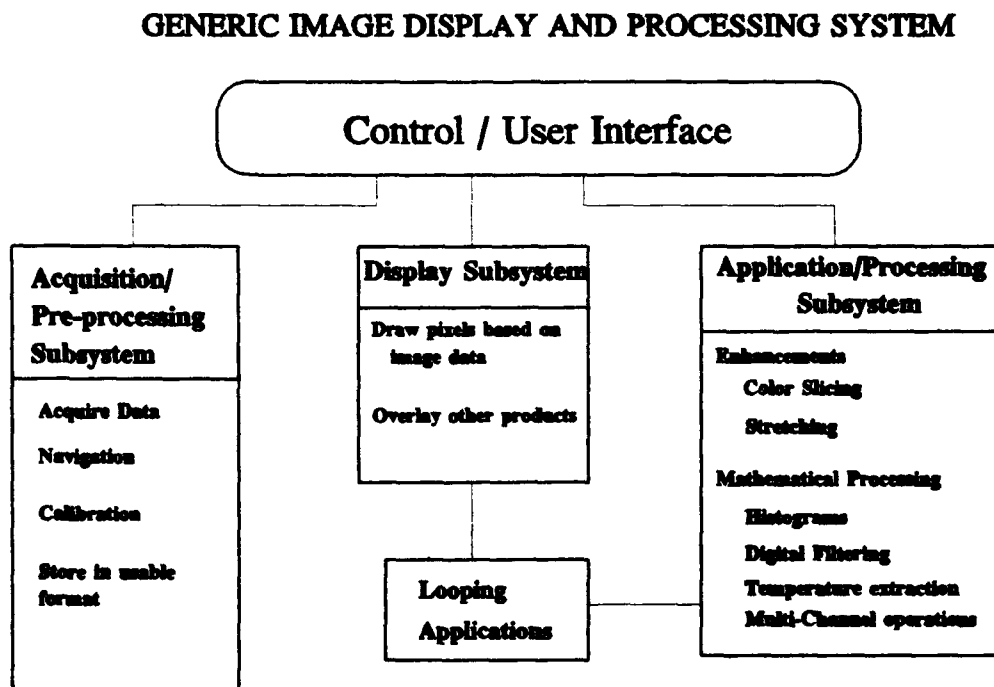 GENERIC IMAGE DISPLAY AND PROCESSING SYSTEM
Control / User Interface
Acquisition/
Pre-processing
Subsystem
Acquire Data
Navigation
Calibration
Store in usable
format
Display Subsystem
Draw pixels based on
image data
Overlay other products
Looping
Applications
Application/Processing
Subsystem
Enhancements
Color Slicing
Stretching
Mathematical Processing
Histograms
Digital Filtering
Temperature extraction
Multi-Channel operations